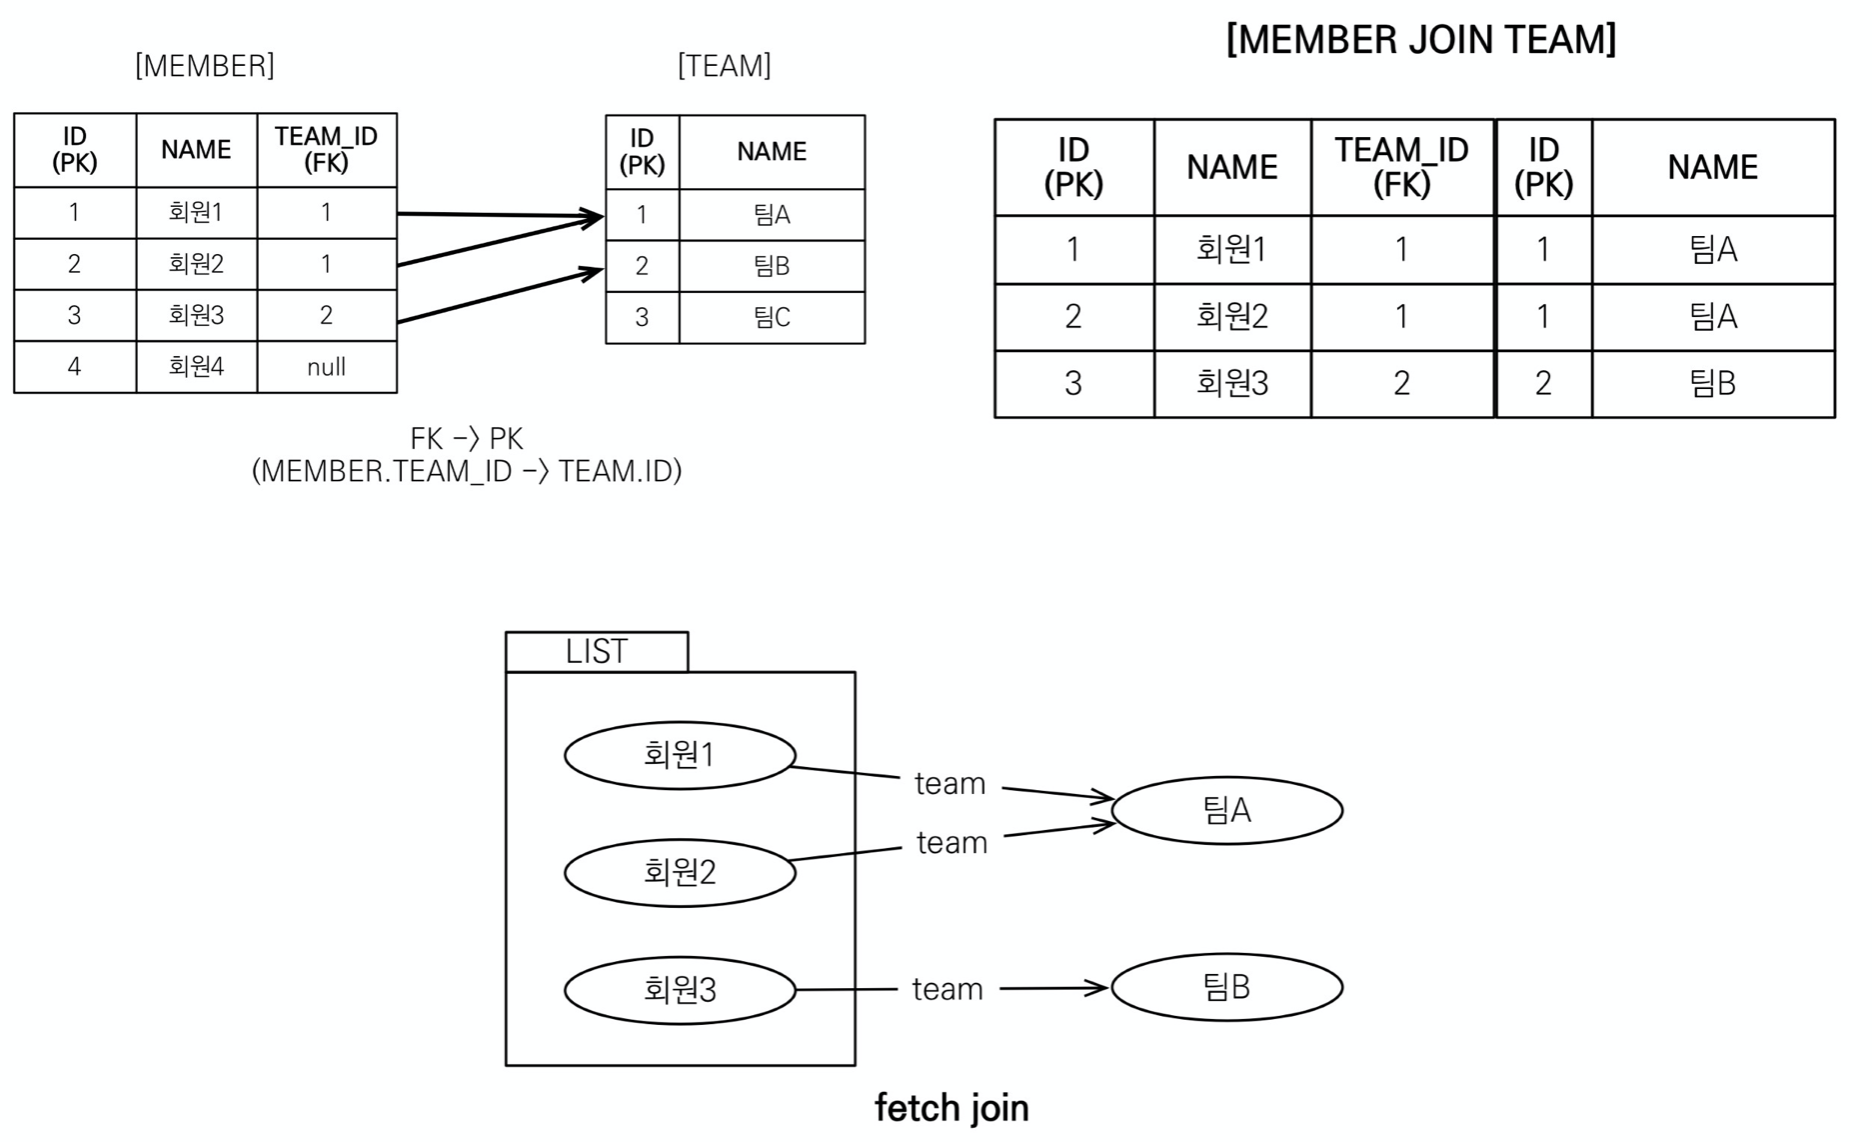 [MEMBER]
ID (PK) NAME TEAM_ID (FK)
1 회원1 1
2 회원2 1
3 회원3 2
4 회원4 null
[TEAM]
ID (PK) NAME
1 팀A
2 팀B
3 팀C
FK -> PK
(MEMBER.TEAM_ID -> TEAM.ID)
[MEMBER JOIN TEAM]
ID (PK) NAME TEAM_ID (FK) ID (PK) NAME
1 회원1 1 1 팀A
2 회원2 1 1 팀A
3 회원3 2 2 팀B
LIST
회원1
team
팀A
회원2
team
회원3
team
팀B
fetch join